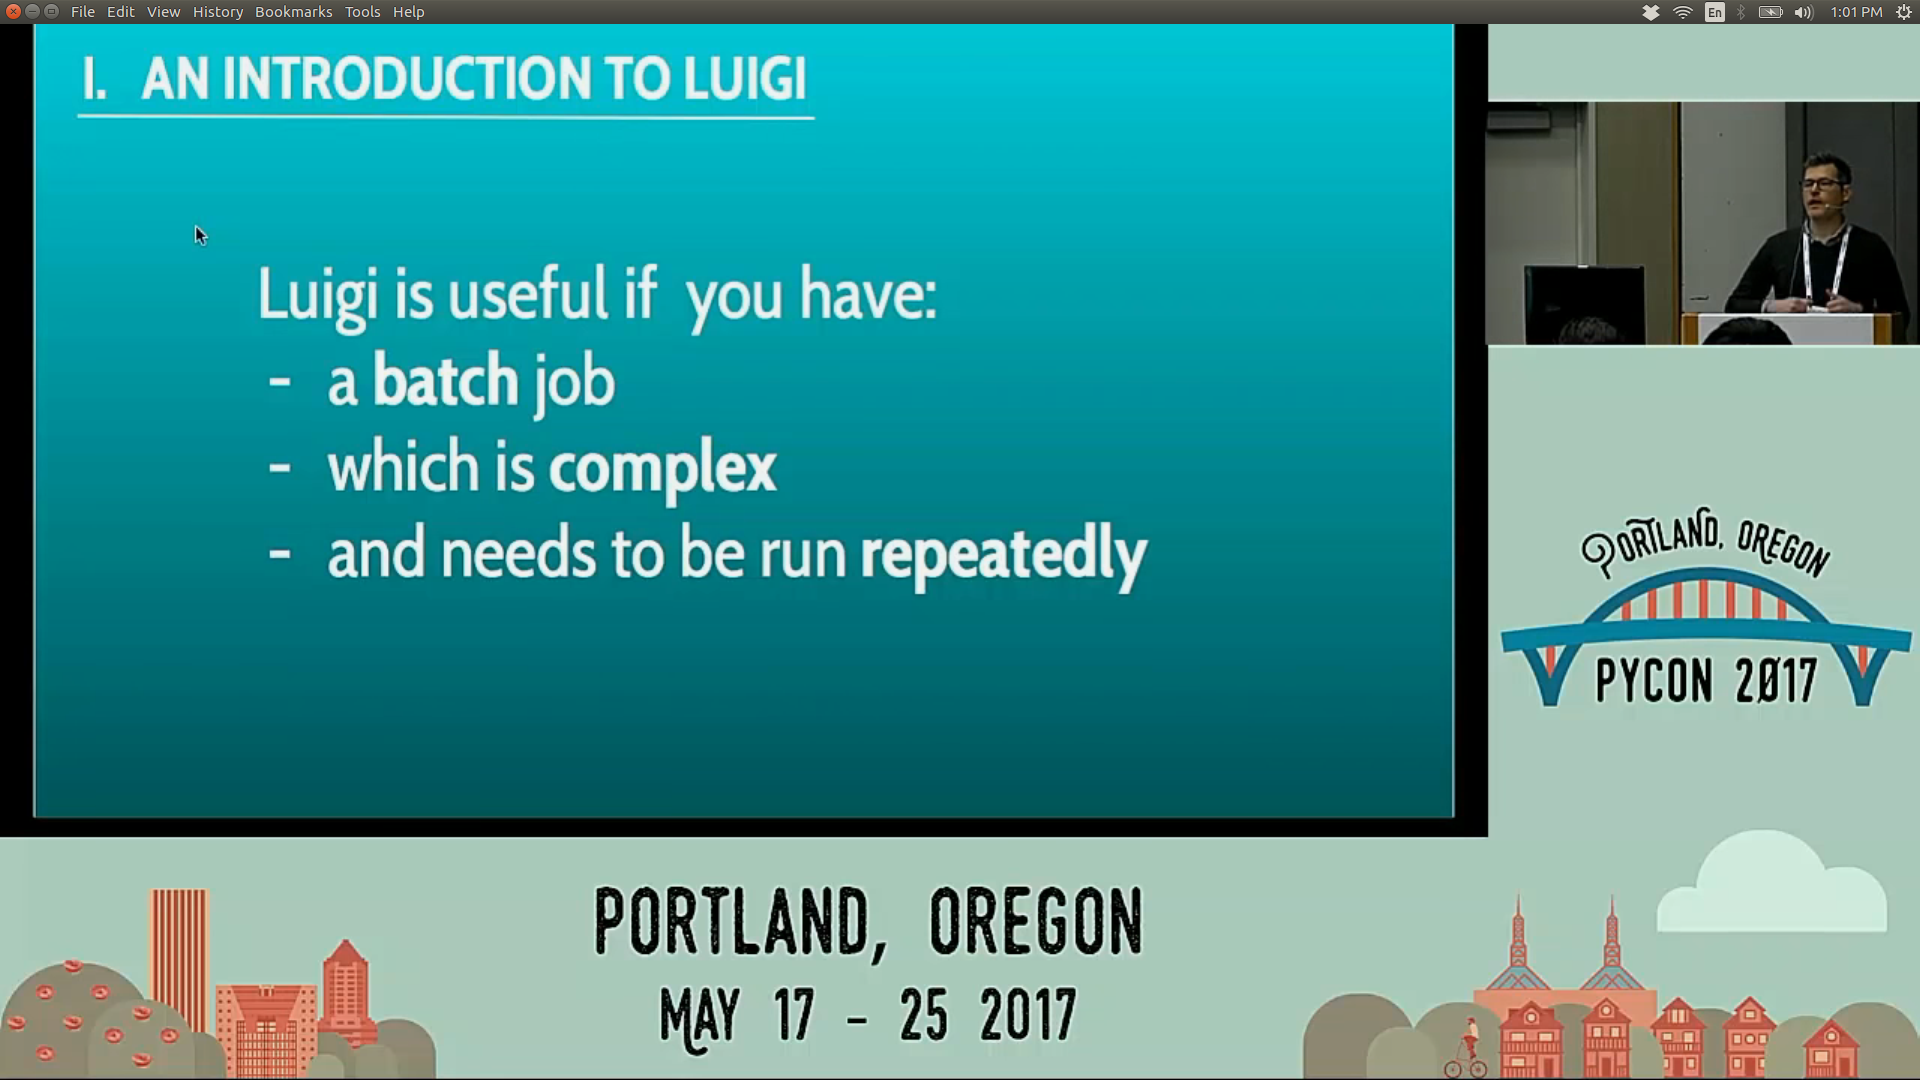 File Edit View History Bookmarks Tools Help
En
1:01 PM
I. AN INTRODUCTION TO LUIGI
Luigi is useful if you have:
- a batch job
- which is complex
- and needs to be run repeatedly
PORTLAND, OREGON
PYCON 2017
PORTLAND, OREGON
MAY 17 - 25 2017